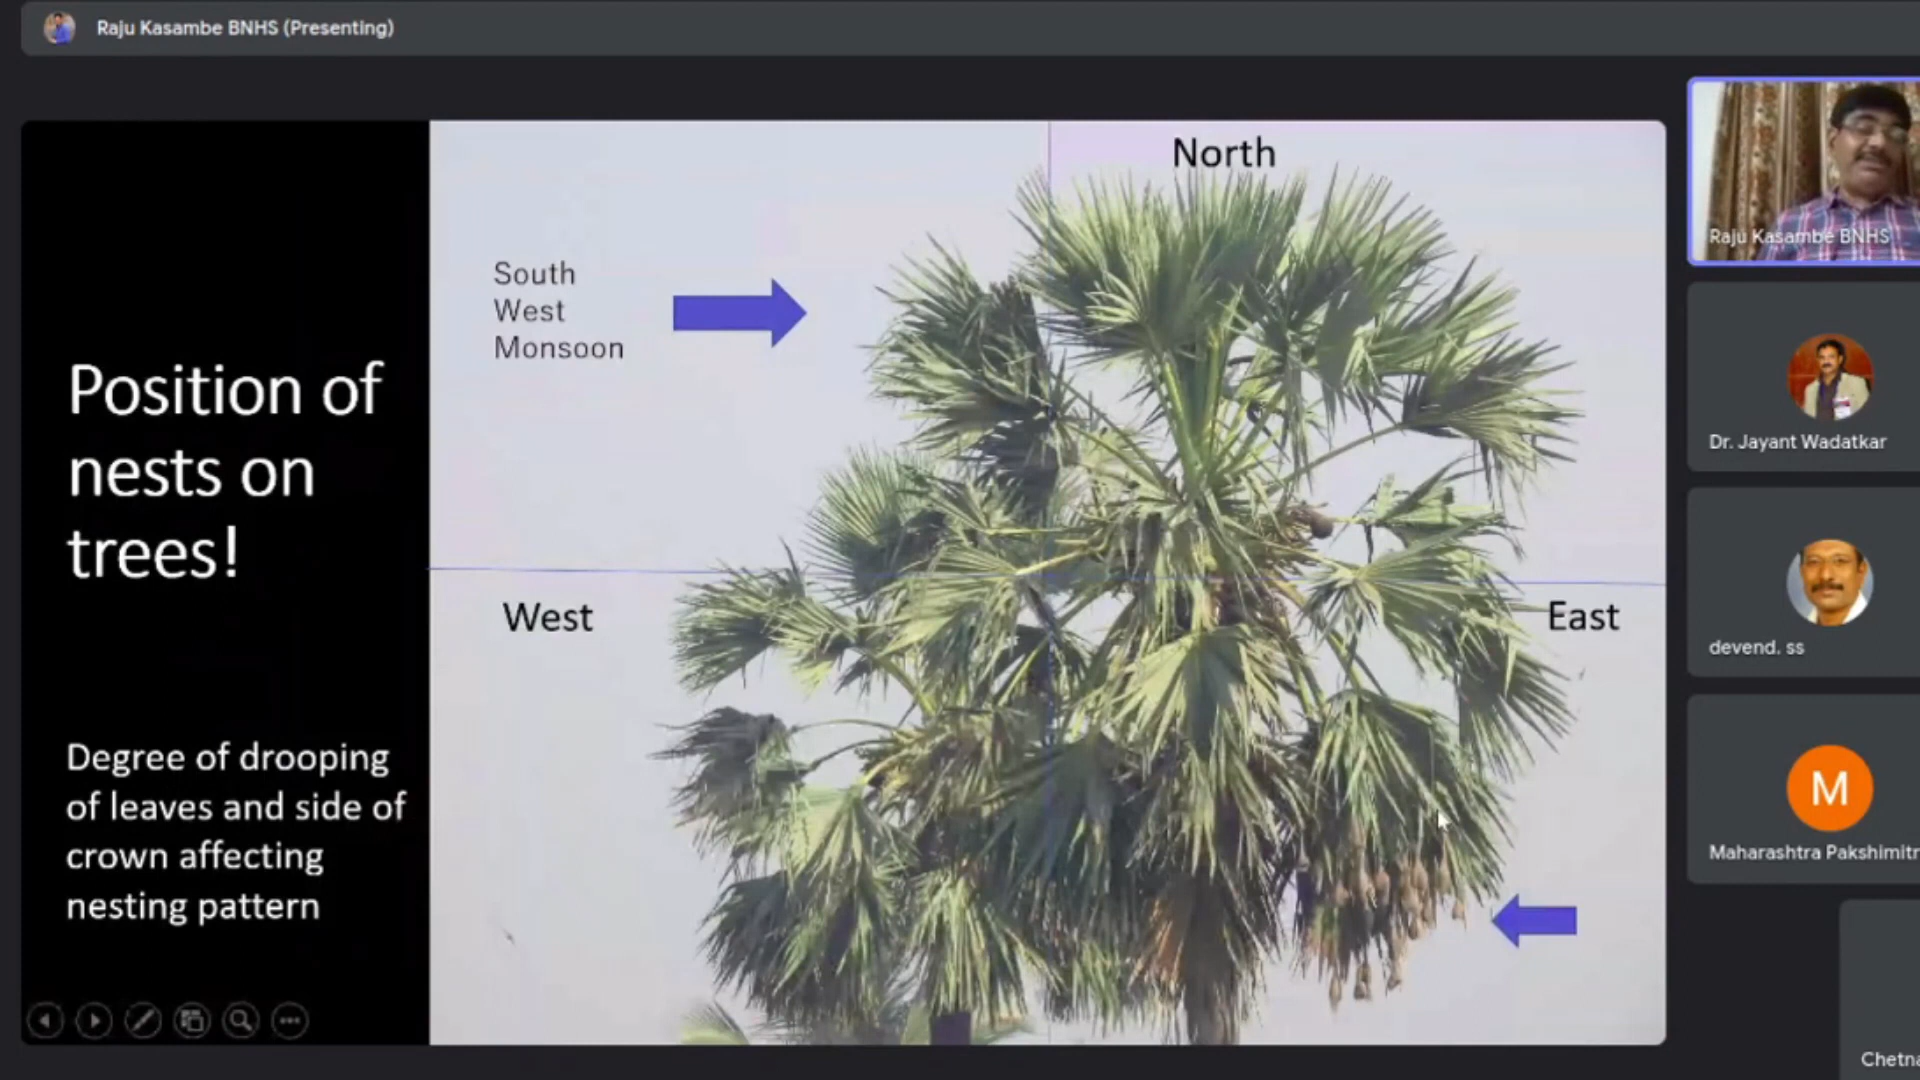 Raju Kasambe BNHS (Presenting)
Position of
nests on
trees!
Degree of drooping
of leaves and side of
crown affecting
nesting pattern
North
South
West
Monsoon
West
East
Raju Kasambe BNHS
Dr. Jayant Wadatkar
devend. ss
M
Maharashtra Pakshimitr
Chetna